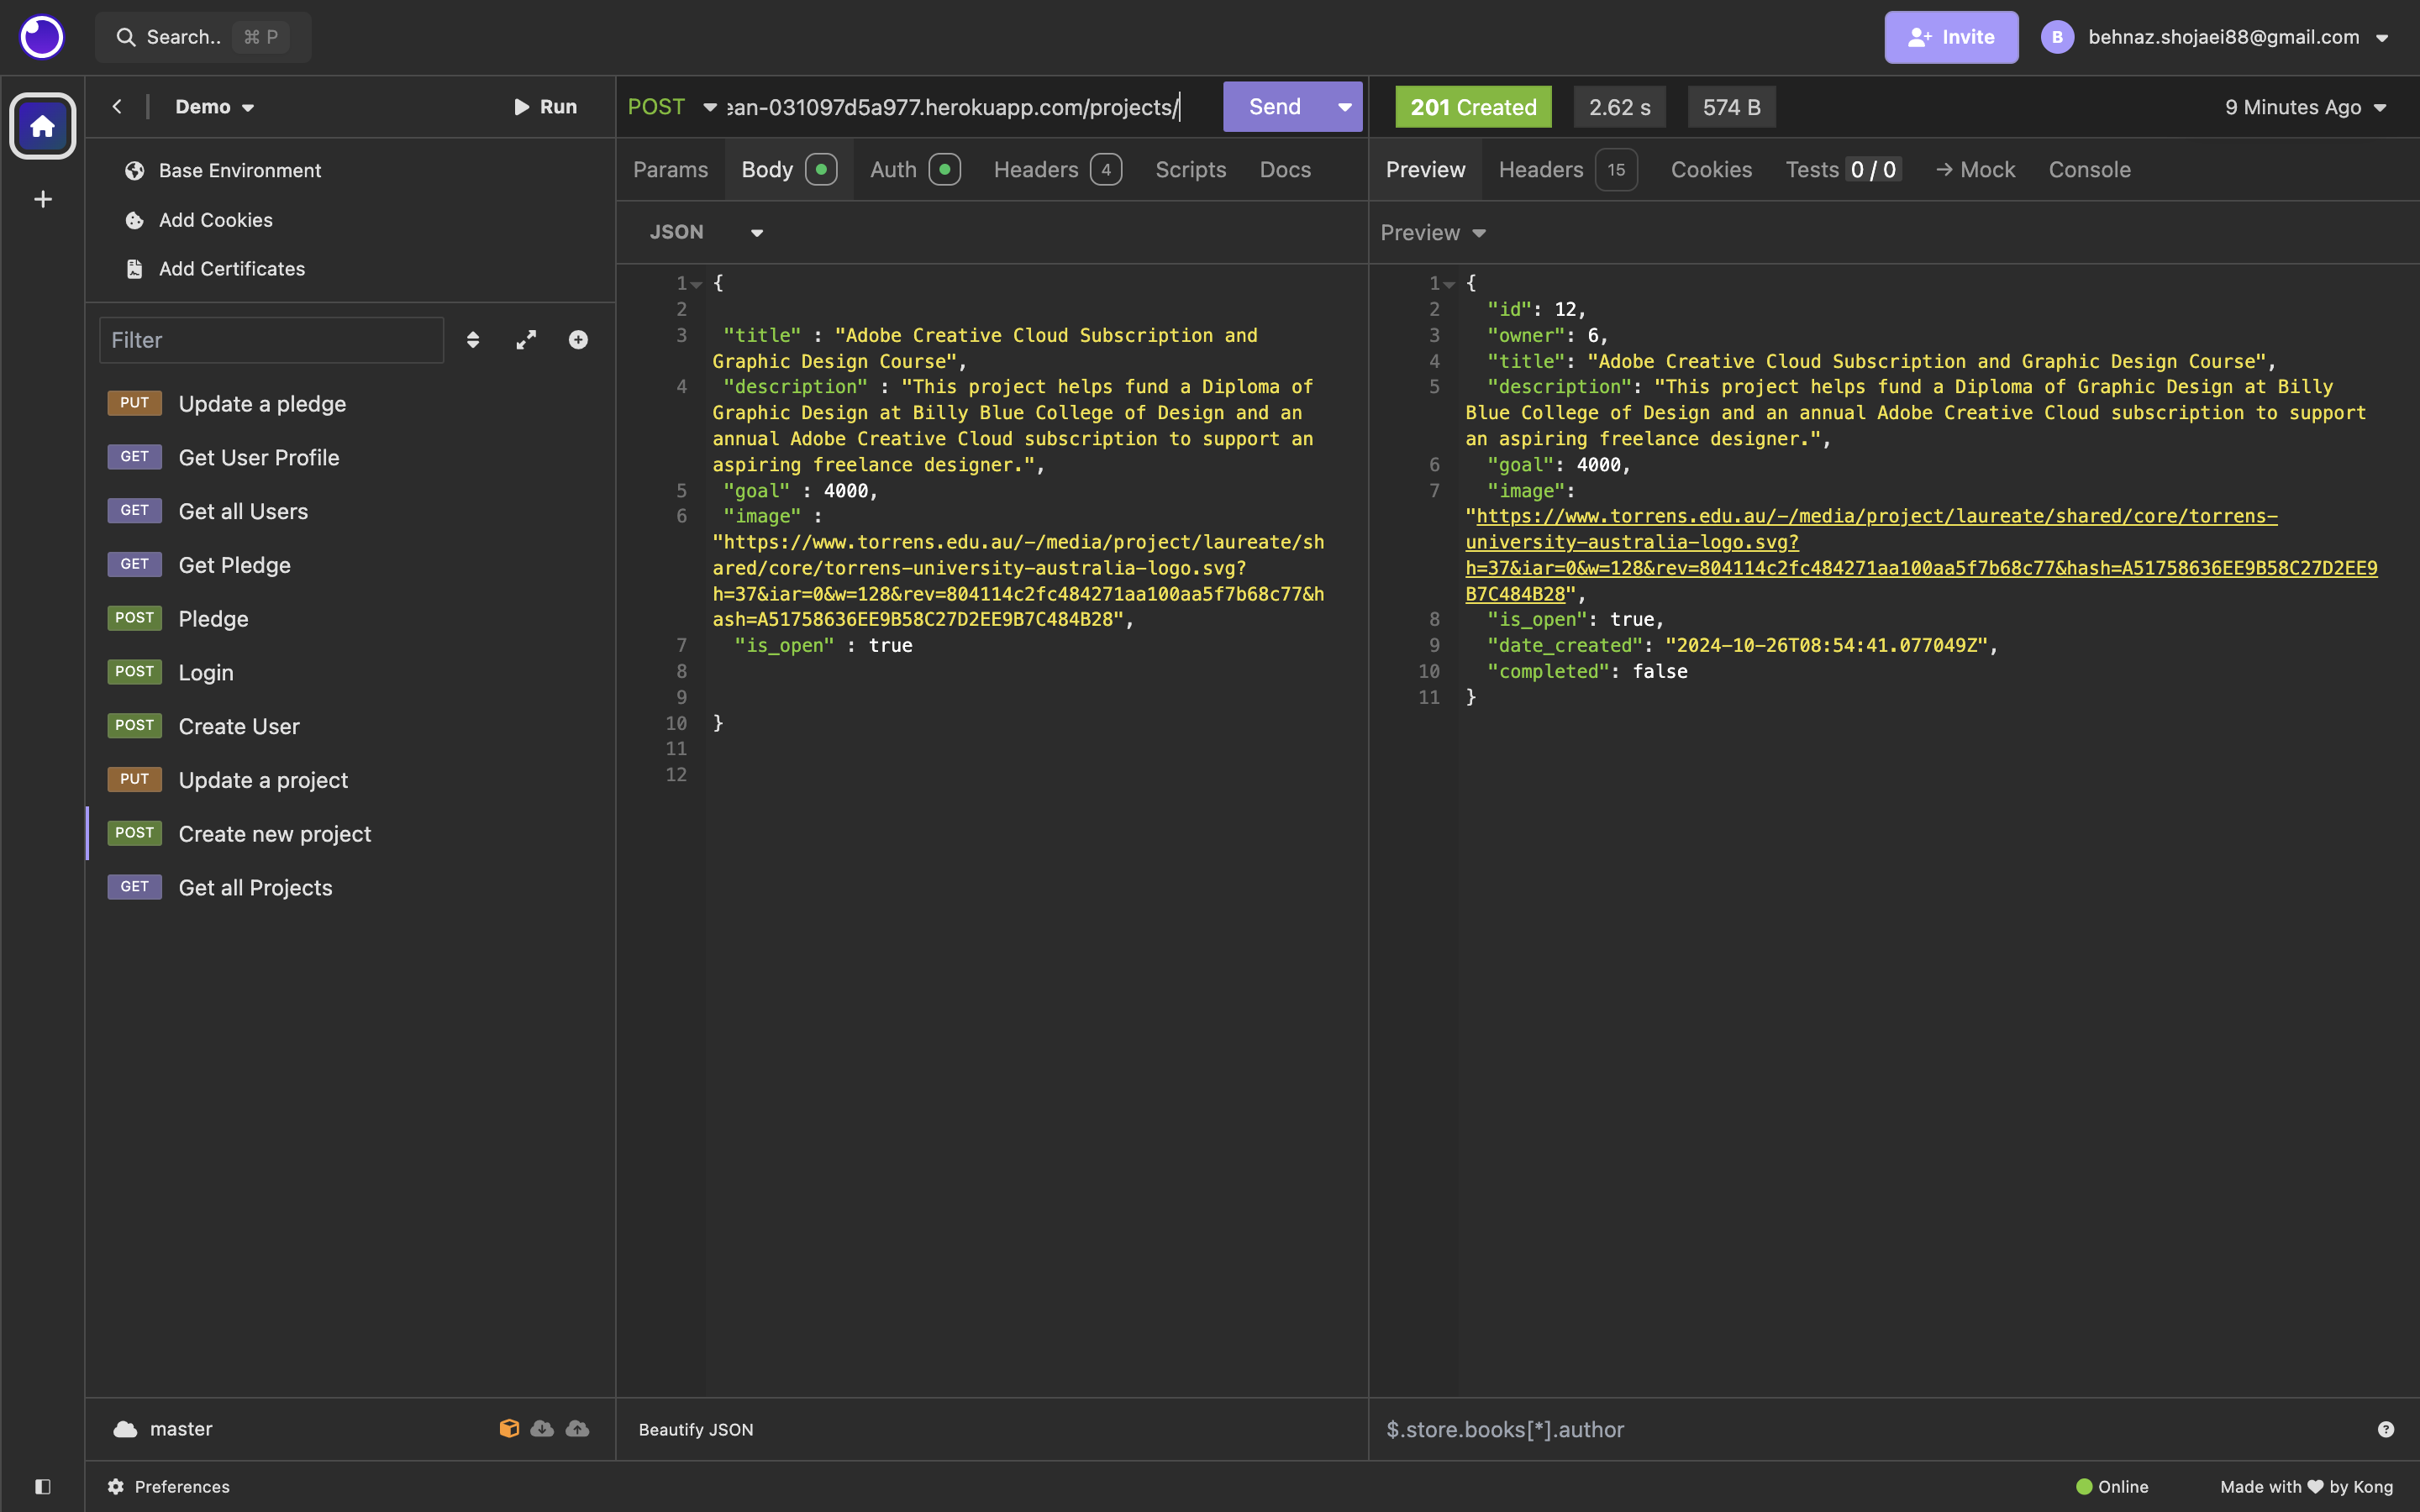 Search.. ⌘ P
Invite
B behnaz.shojaei88@gmail.com
Demo
Run
Base Environment
Add Cookies
Add Certificates
Filter
PUT Update a pledge
GET Get User Profile
GET Get all Users
GET Get Pledge
POST Pledge
POST Login
POST Create User
PUT Update a project
POST Create new project
GET Get all Projects
master
Preferences
POST ean-031097d5a977.herokuapp.com/projects/
Send
Params Body Auth Headers 4 Scripts Docs
JSON
1 {
2
3 "title" : "Adobe Creative Cloud Subscription and
Graphic Design Course",
4 "description" : "This project helps fund a Diploma of
Graphic Design at Billy Blue College of Design and an
annual Adobe Creative Cloud subscription to support an
aspiring freelance designer.",
5 "goal" : 4000,
6 "image" :
"https://www.torrens.edu.au/-/media/project/laureate/sh
ared/core/torrens-university-australia-logo.svg?
h=37&iar=0&w=128&rev=804114c2fc484271aa100aa5f7b68c77&h
ash=A51758636EE9B58C27D2EE9B7C484B28",
7 "is_open" : true
8
9
10 }
11
12
Beautify JSON
201 Created 2.62 s 574 B
9 Minutes Ago
Preview Headers 15 Cookies Tests 0 / 0 → Mock Console
Preview
1 {
2 "id": 12,
3 "owner": 6,
4 "title": "Adobe Creative Cloud Subscription and Graphic Design Course",
5 "description": "This project helps fund a Diploma of Graphic Design at Billy
Blue College of Design and an annual Adobe Creative Cloud subscription to support
an aspiring freelance designer.",
6 "goal": 4000,
7 "image":
"https://www.torrens.edu.au/-/media/project/laureate/shared/core/torrens-
university-australia-logo.svg?
h=37&iar=0&w=128&rev=804114c2fc484271aa100aa5f7b68c77&hash=A51758636EE9B58C27D2EE9
B7C484B28",
8 "is_open": true,
9 "date_created": "2024-10-26T08:54:41.077049Z",
10 "completed": false
11 }
$.store.books[*].author
Online
Made with ♥ by Kong